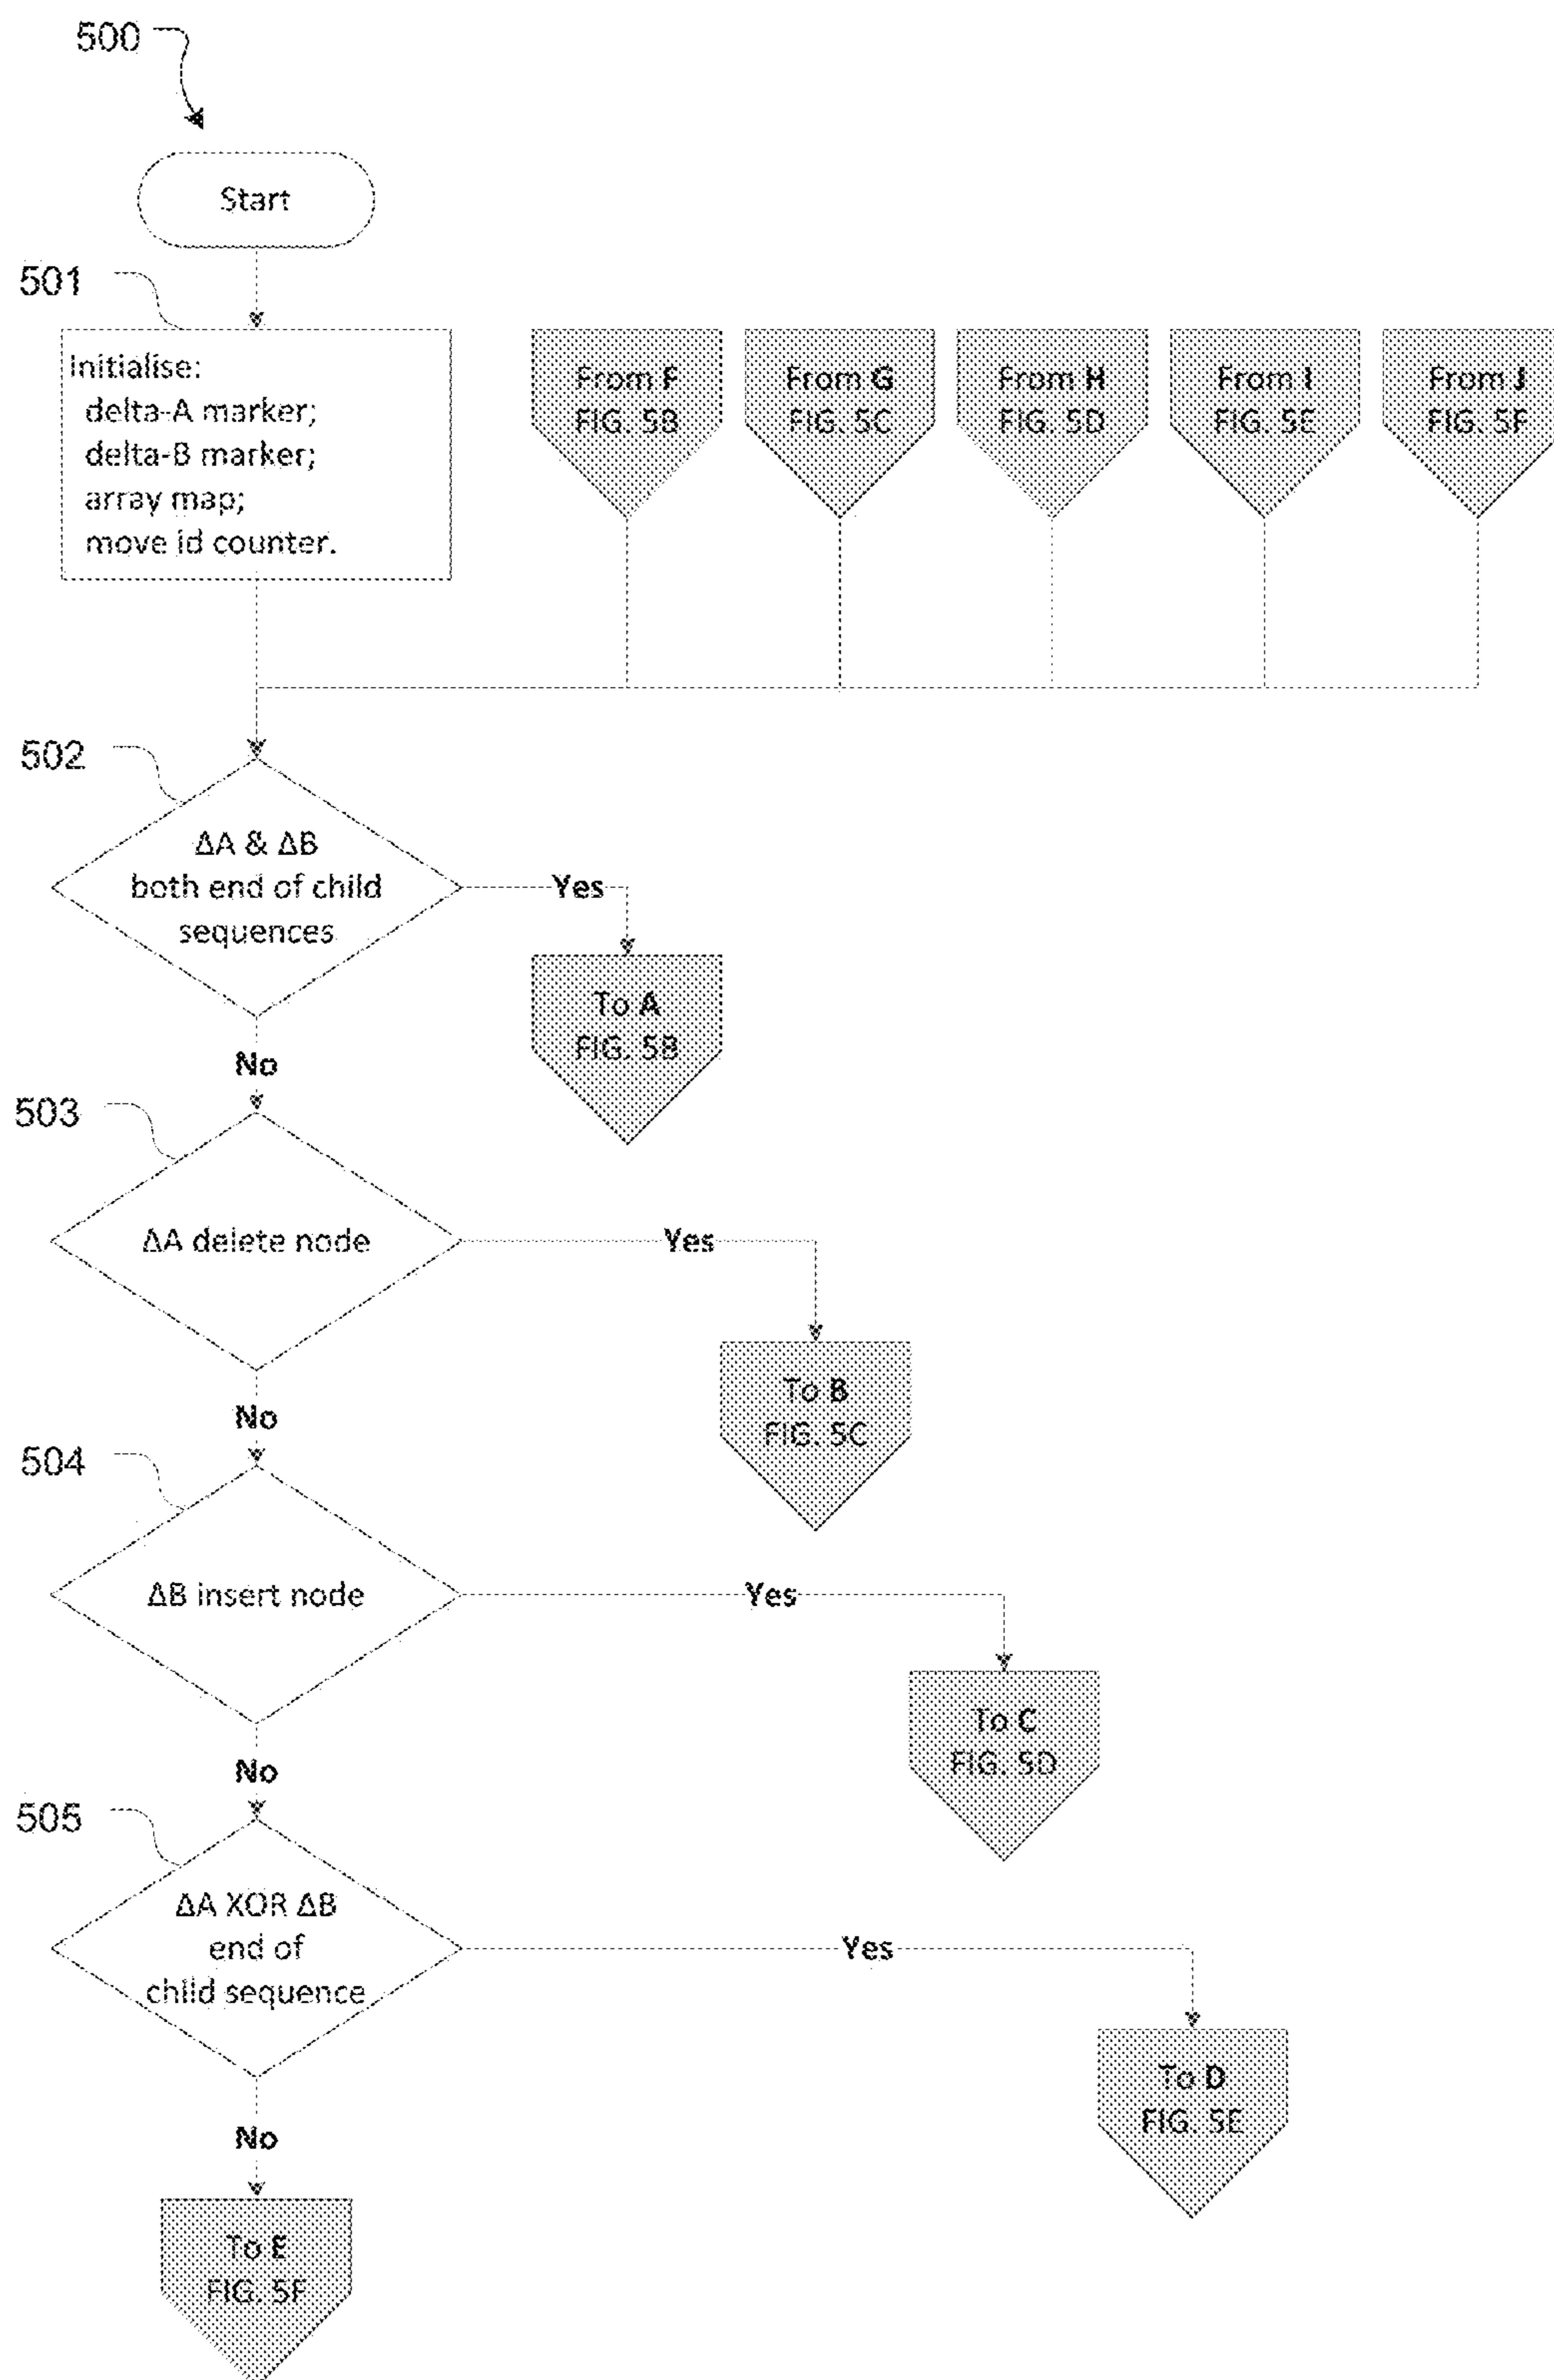 500
Start
501
Initialise:
delta-A marker;
delta-B marker;
array map;
move id counter.
From F
FIG. 5B
From G
FIG. 5C
From H
FIG. 5D
From I
FIG. 5E
From J
FIG. 5F
502
ΔA & ΔB
both end of child
sequences
Yes
To A
FIG. 5B
No
503
ΔA delete node
Yes
To B
FIG. 5C
No
504
ΔB insert node
Yes
To C
FIG. 5D
No
505
ΔA XOR ΔB
end of
child sequence
Yes
To D
FIG. 5E
No
To E
FIG. 5F